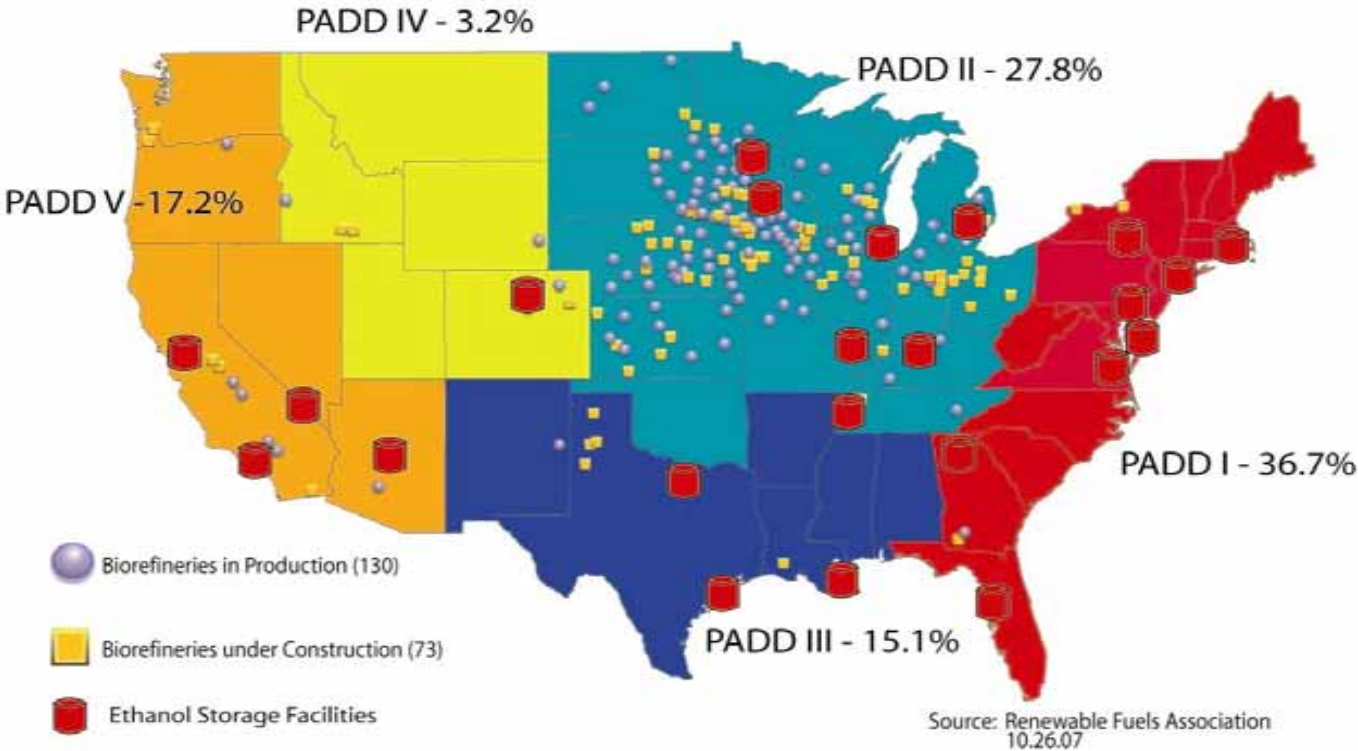 PADD IV - 3.2%
PADD II - 27.8%
PADD V -17.2%
PADD I - 36.7%
Biorefineries in Production (130)
PADD III - 15.1%
Biorefineries under Construction (73)
Ethanol Storage Facilities
Source: Renewable Fuels Association
10.26.07